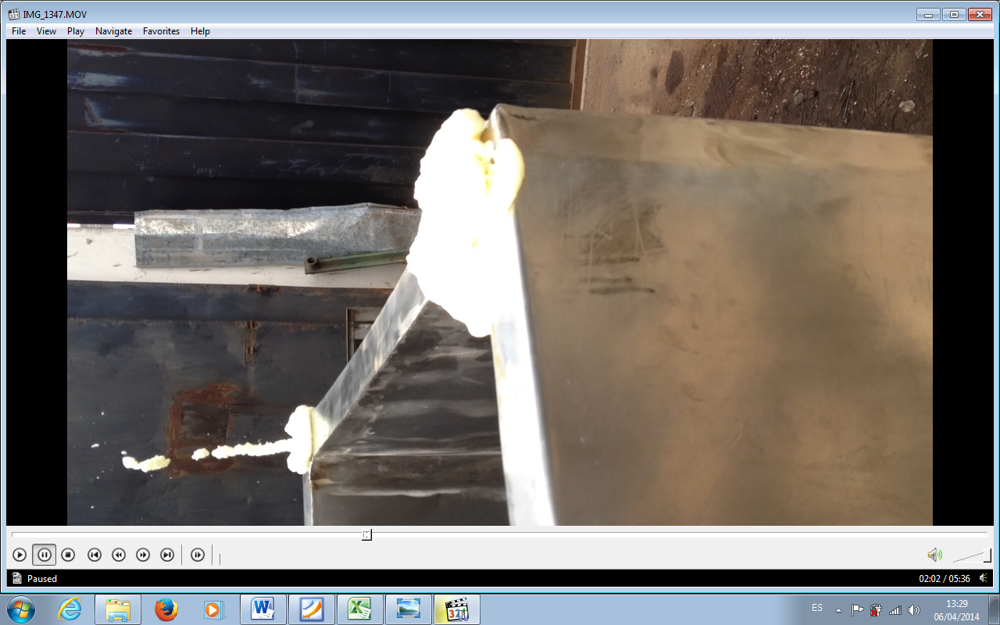 IMG_1347.MOV
File View Play Navigate Favorites Help
Paused
02:02 / 05:36
ES
13:29
06/04/2014